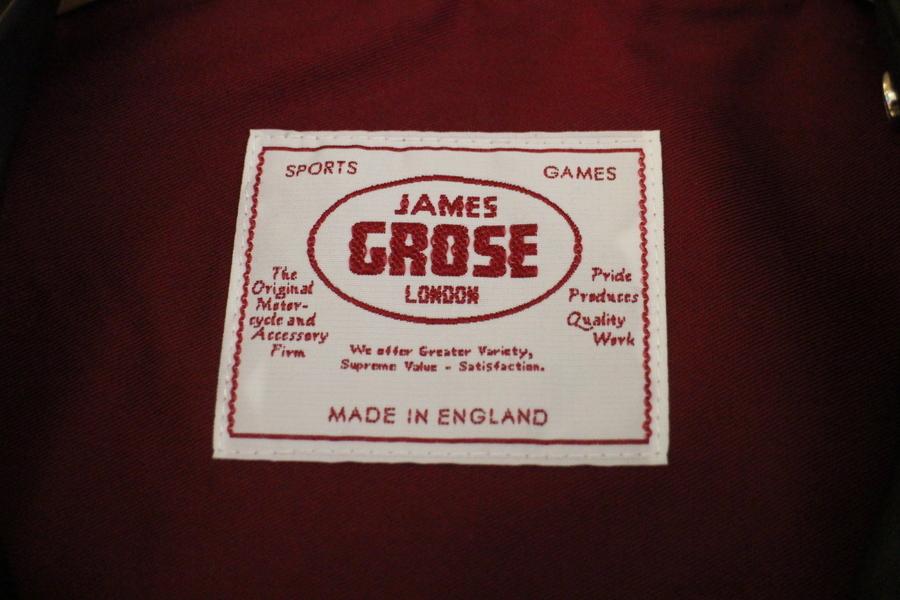 SPORTS GAMES
JAMES
GROSE
LONDON
The
Original
Motor-
cycle and
Accessory
Firm
Pride
Produces
Quality
Work
We offer Greater Variety,
Supreme Value - Satisfaction.
MADE IN ENGLAND